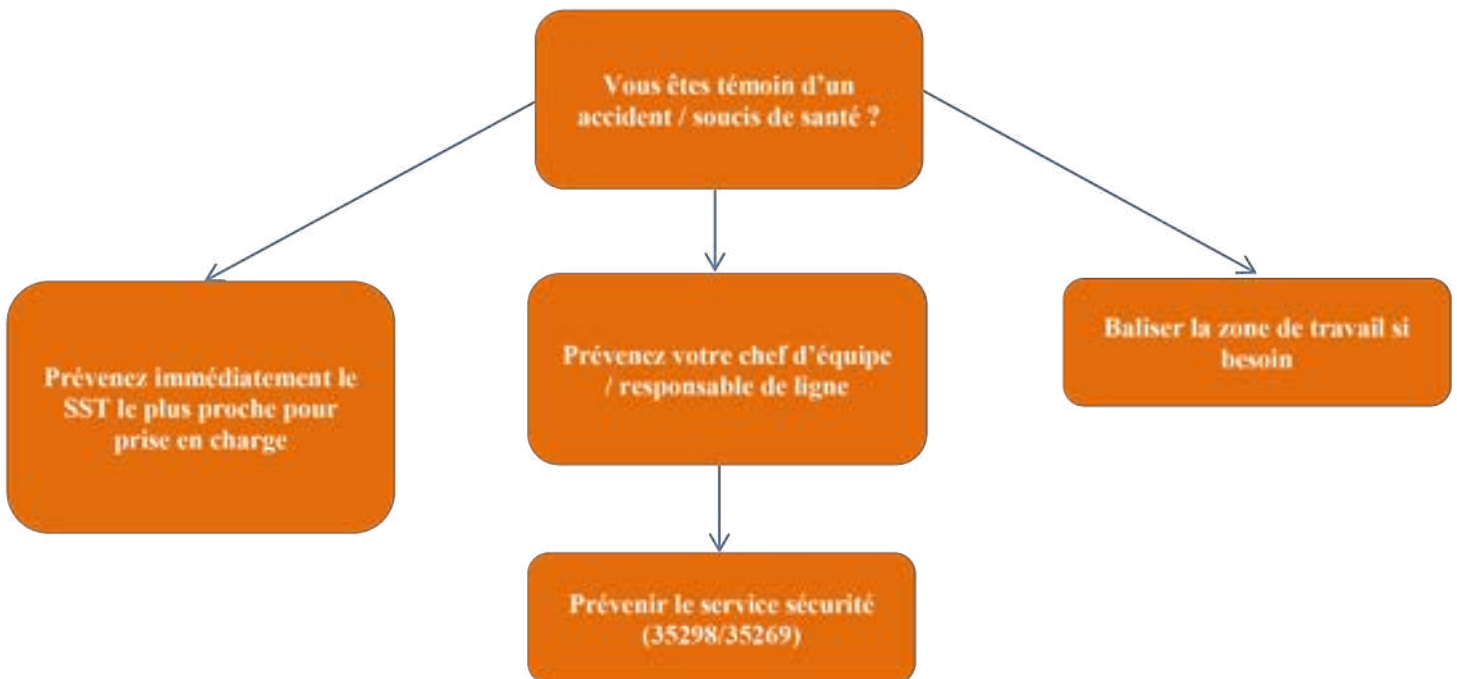 Vous êtes témoin d'un
accident / soucis de santé ?
Prévenez immédiatement le
SST le plus proche pour
prise en charge
Prévenez votre chef d'équipe
/ responsable de ligne
Baliser la zone de travail si
besoin
Prévenir le service sécurité
(35298/35269)